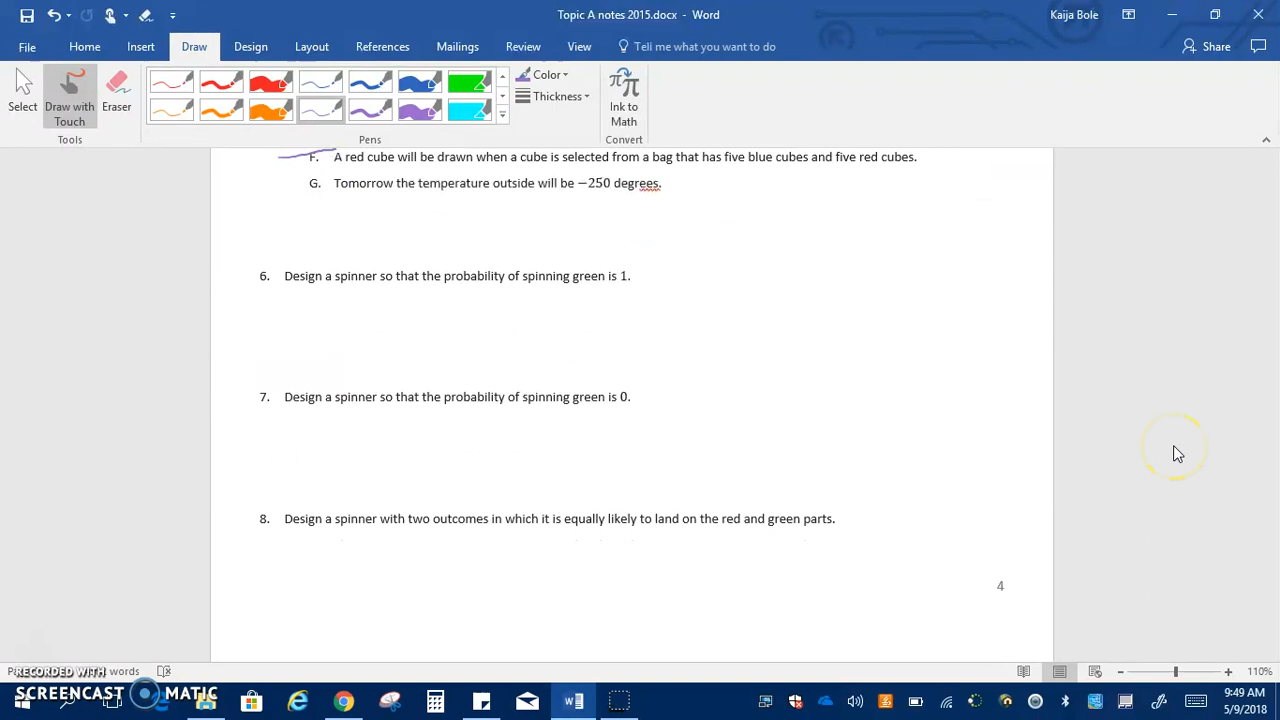 Topic A notes 2015.docx - Word
Kaija Bole
File Home Insert Draw Design Layout References Mailings Review View Tell me what you want to do Share
Select
Draw with Touch
Eraser
Color
Thickness
Ink to Math
Tools
Pens
Convert
F. A red cube will be drawn when a cube is selected from a bag that has five blue cubes and five red cubes.
G. Tomorrow the temperature outside will be −250 degrees.
6. Design a spinner so that the probability of spinning green is 1.
7. Design a spinner so that the probability of spinning green is 0.
8. Design a spinner with two outcomes in which it is equally likely to land on the red and green parts.
4
RECORDED WITH words 110%
SCREENCAST MATIC
9:49 AM
5/9/2018